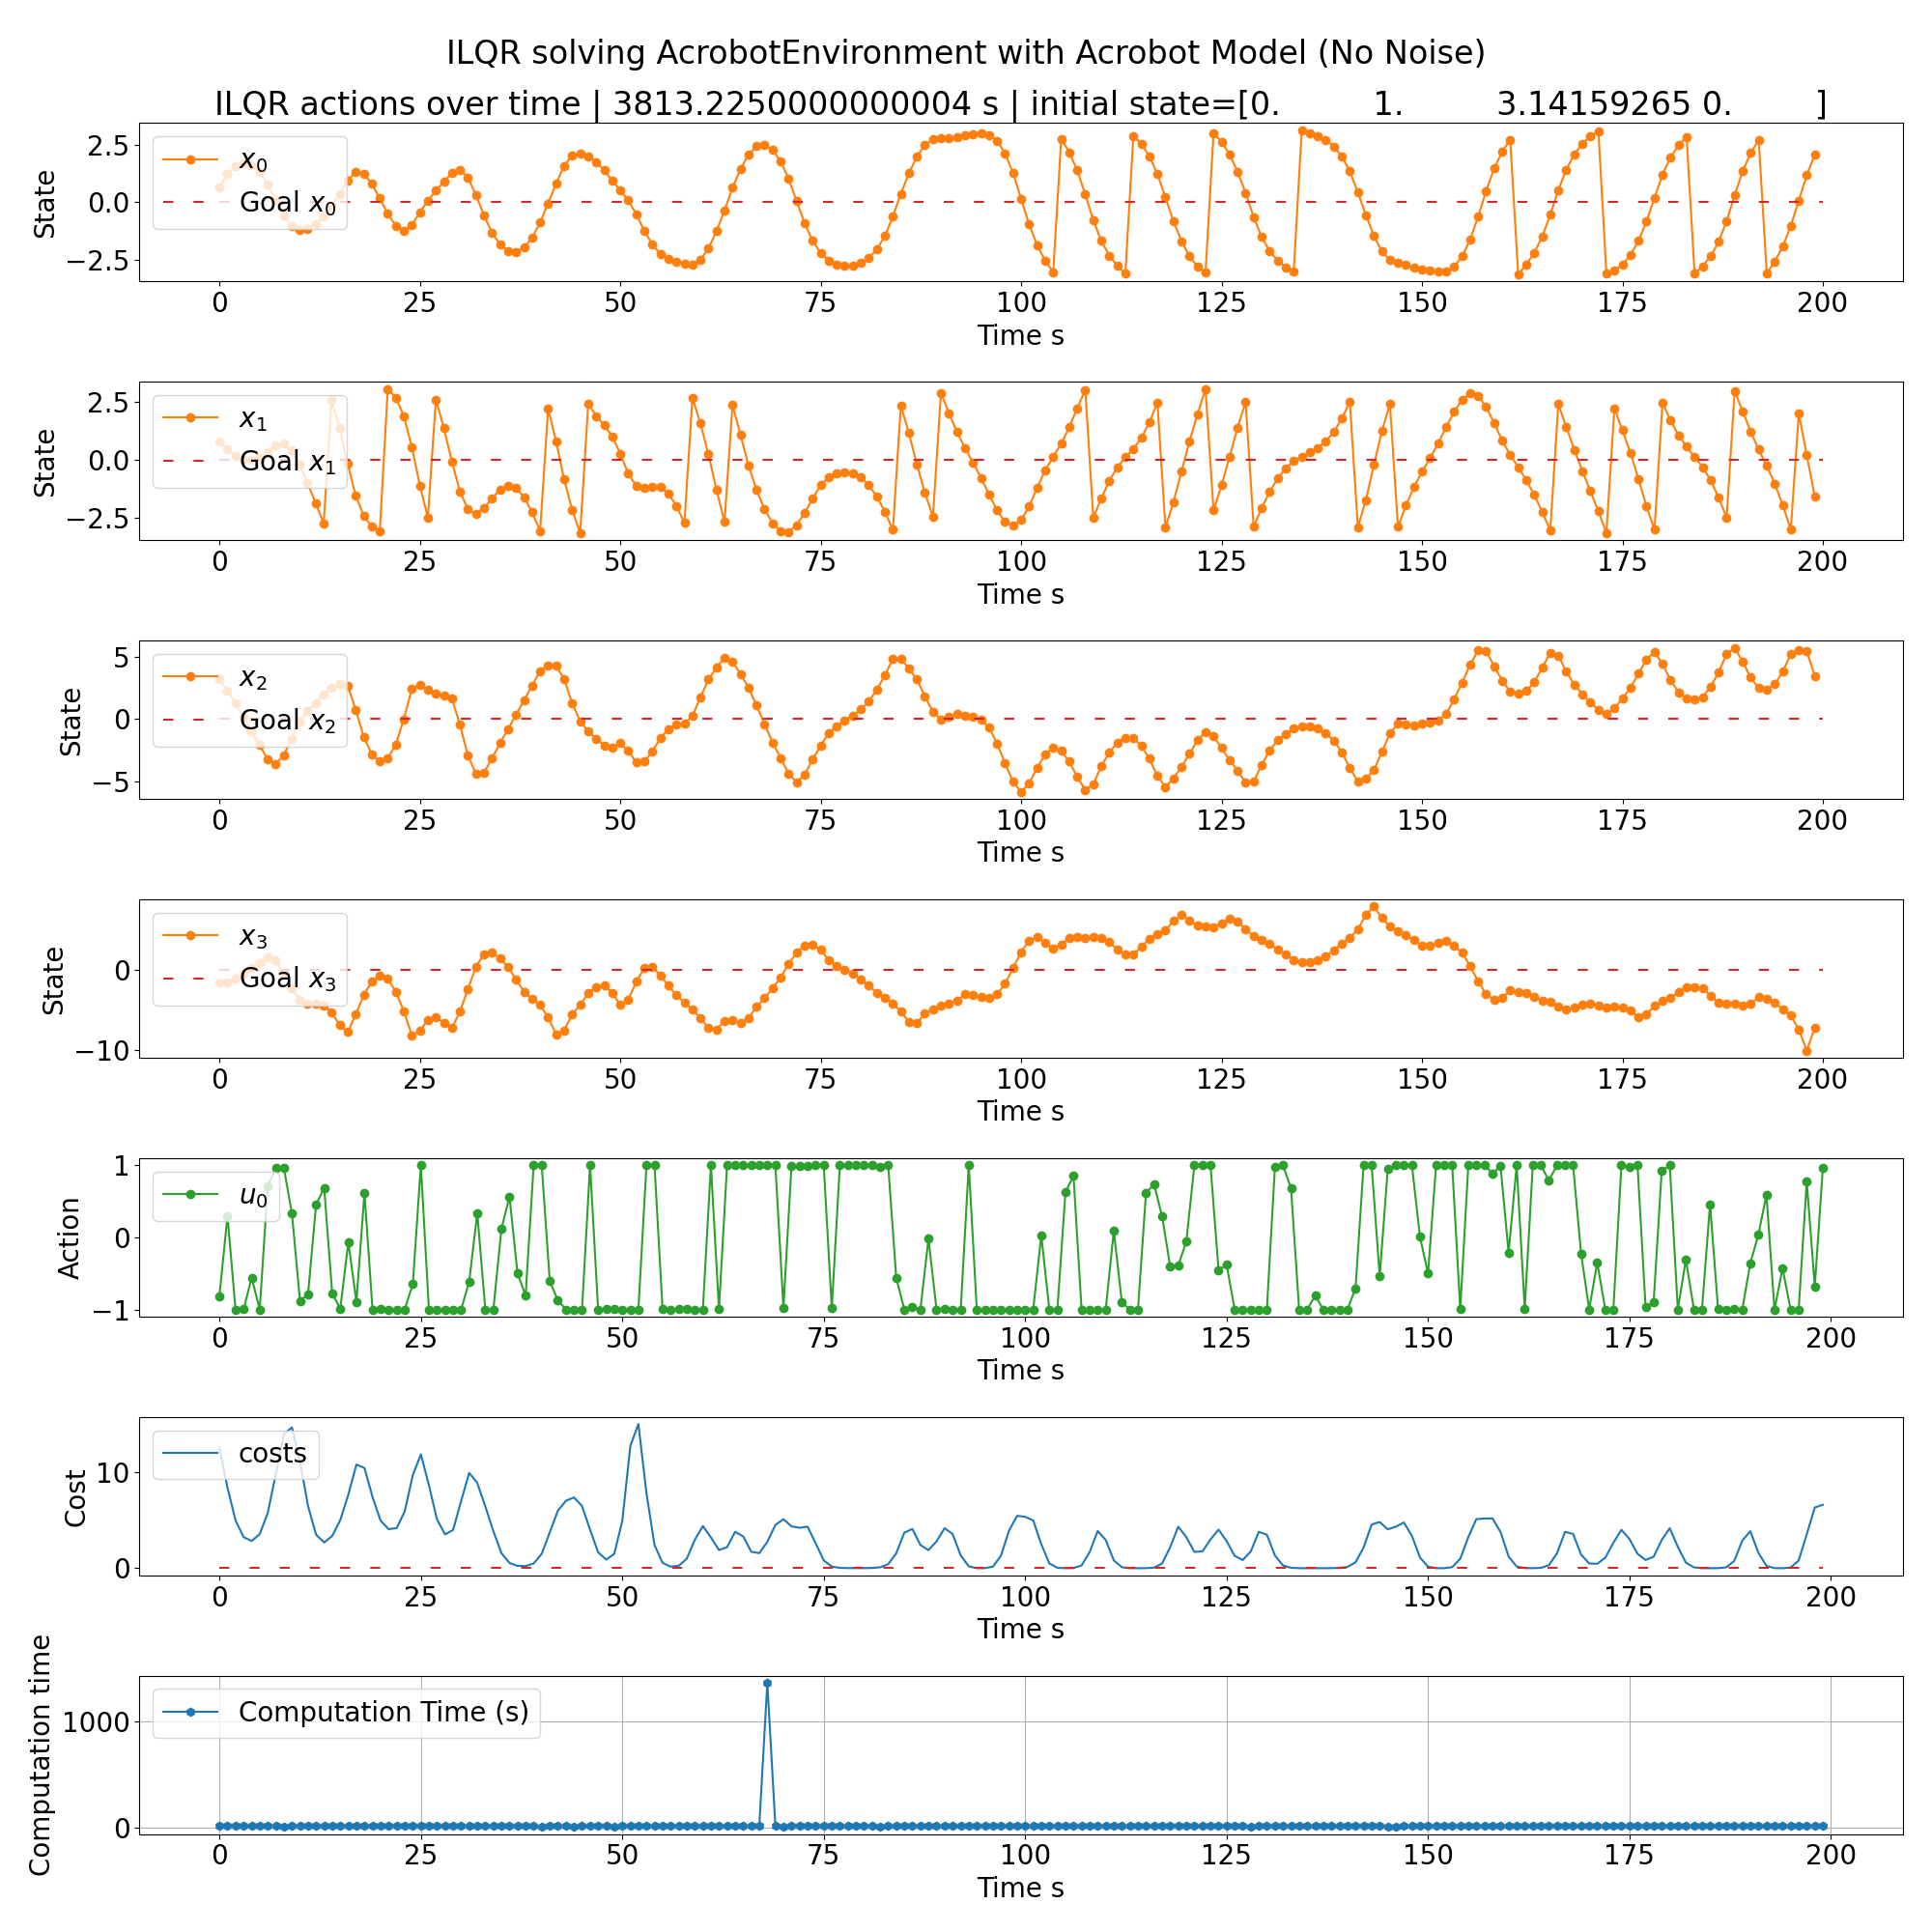 ILQR solving AcrobotEnvironment with Acrobot Model (No Noise)
ILQR actions over time | 3813.2250000000004 s | initial state=[0. 1. 3.14159265 0. ]
State
2.5
0.0
−2.5
x0
Goal x0
0 25 50 75 100 125 150 175 200
Time s
State
2.5
0.0
−2.5
x1
Goal x1
0 25 50 75 100 125 150 175 200
Time s
State
5
0
−5
x2
Goal x2
0 25 50 75 100 125 150 175 200
Time s
State
0
−10
x3
Goal x3
0 25 50 75 100 125 150 175 200
Time s
Action
1
0
−1
u0
0 25 50 75 100 125 150 175 200
Time s
Cost
10
0
costs
0 25 50 75 100 125 150 175 200
Time s
Computation time
1000
0
Computation Time (s)
0 25 50 75 100 125 150 175 200
Time s